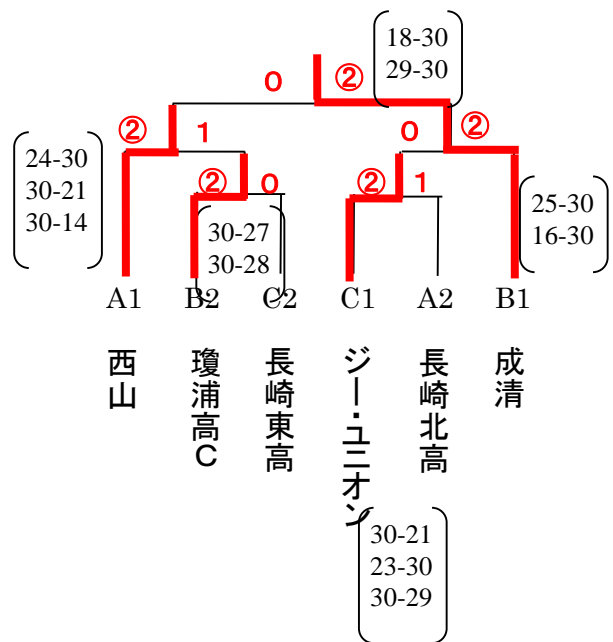 18-30
29-30
0
②
②
1
0
②
24-30
30-21
30-14
②
0
②
1
30-27
30-28
25-30
16-30
A1
B2
C2
C1
A2
B1
西山
瓊浦高C
長崎東高
ジー・ユニオン
長崎北高
成清
30-21
23-30
30-29